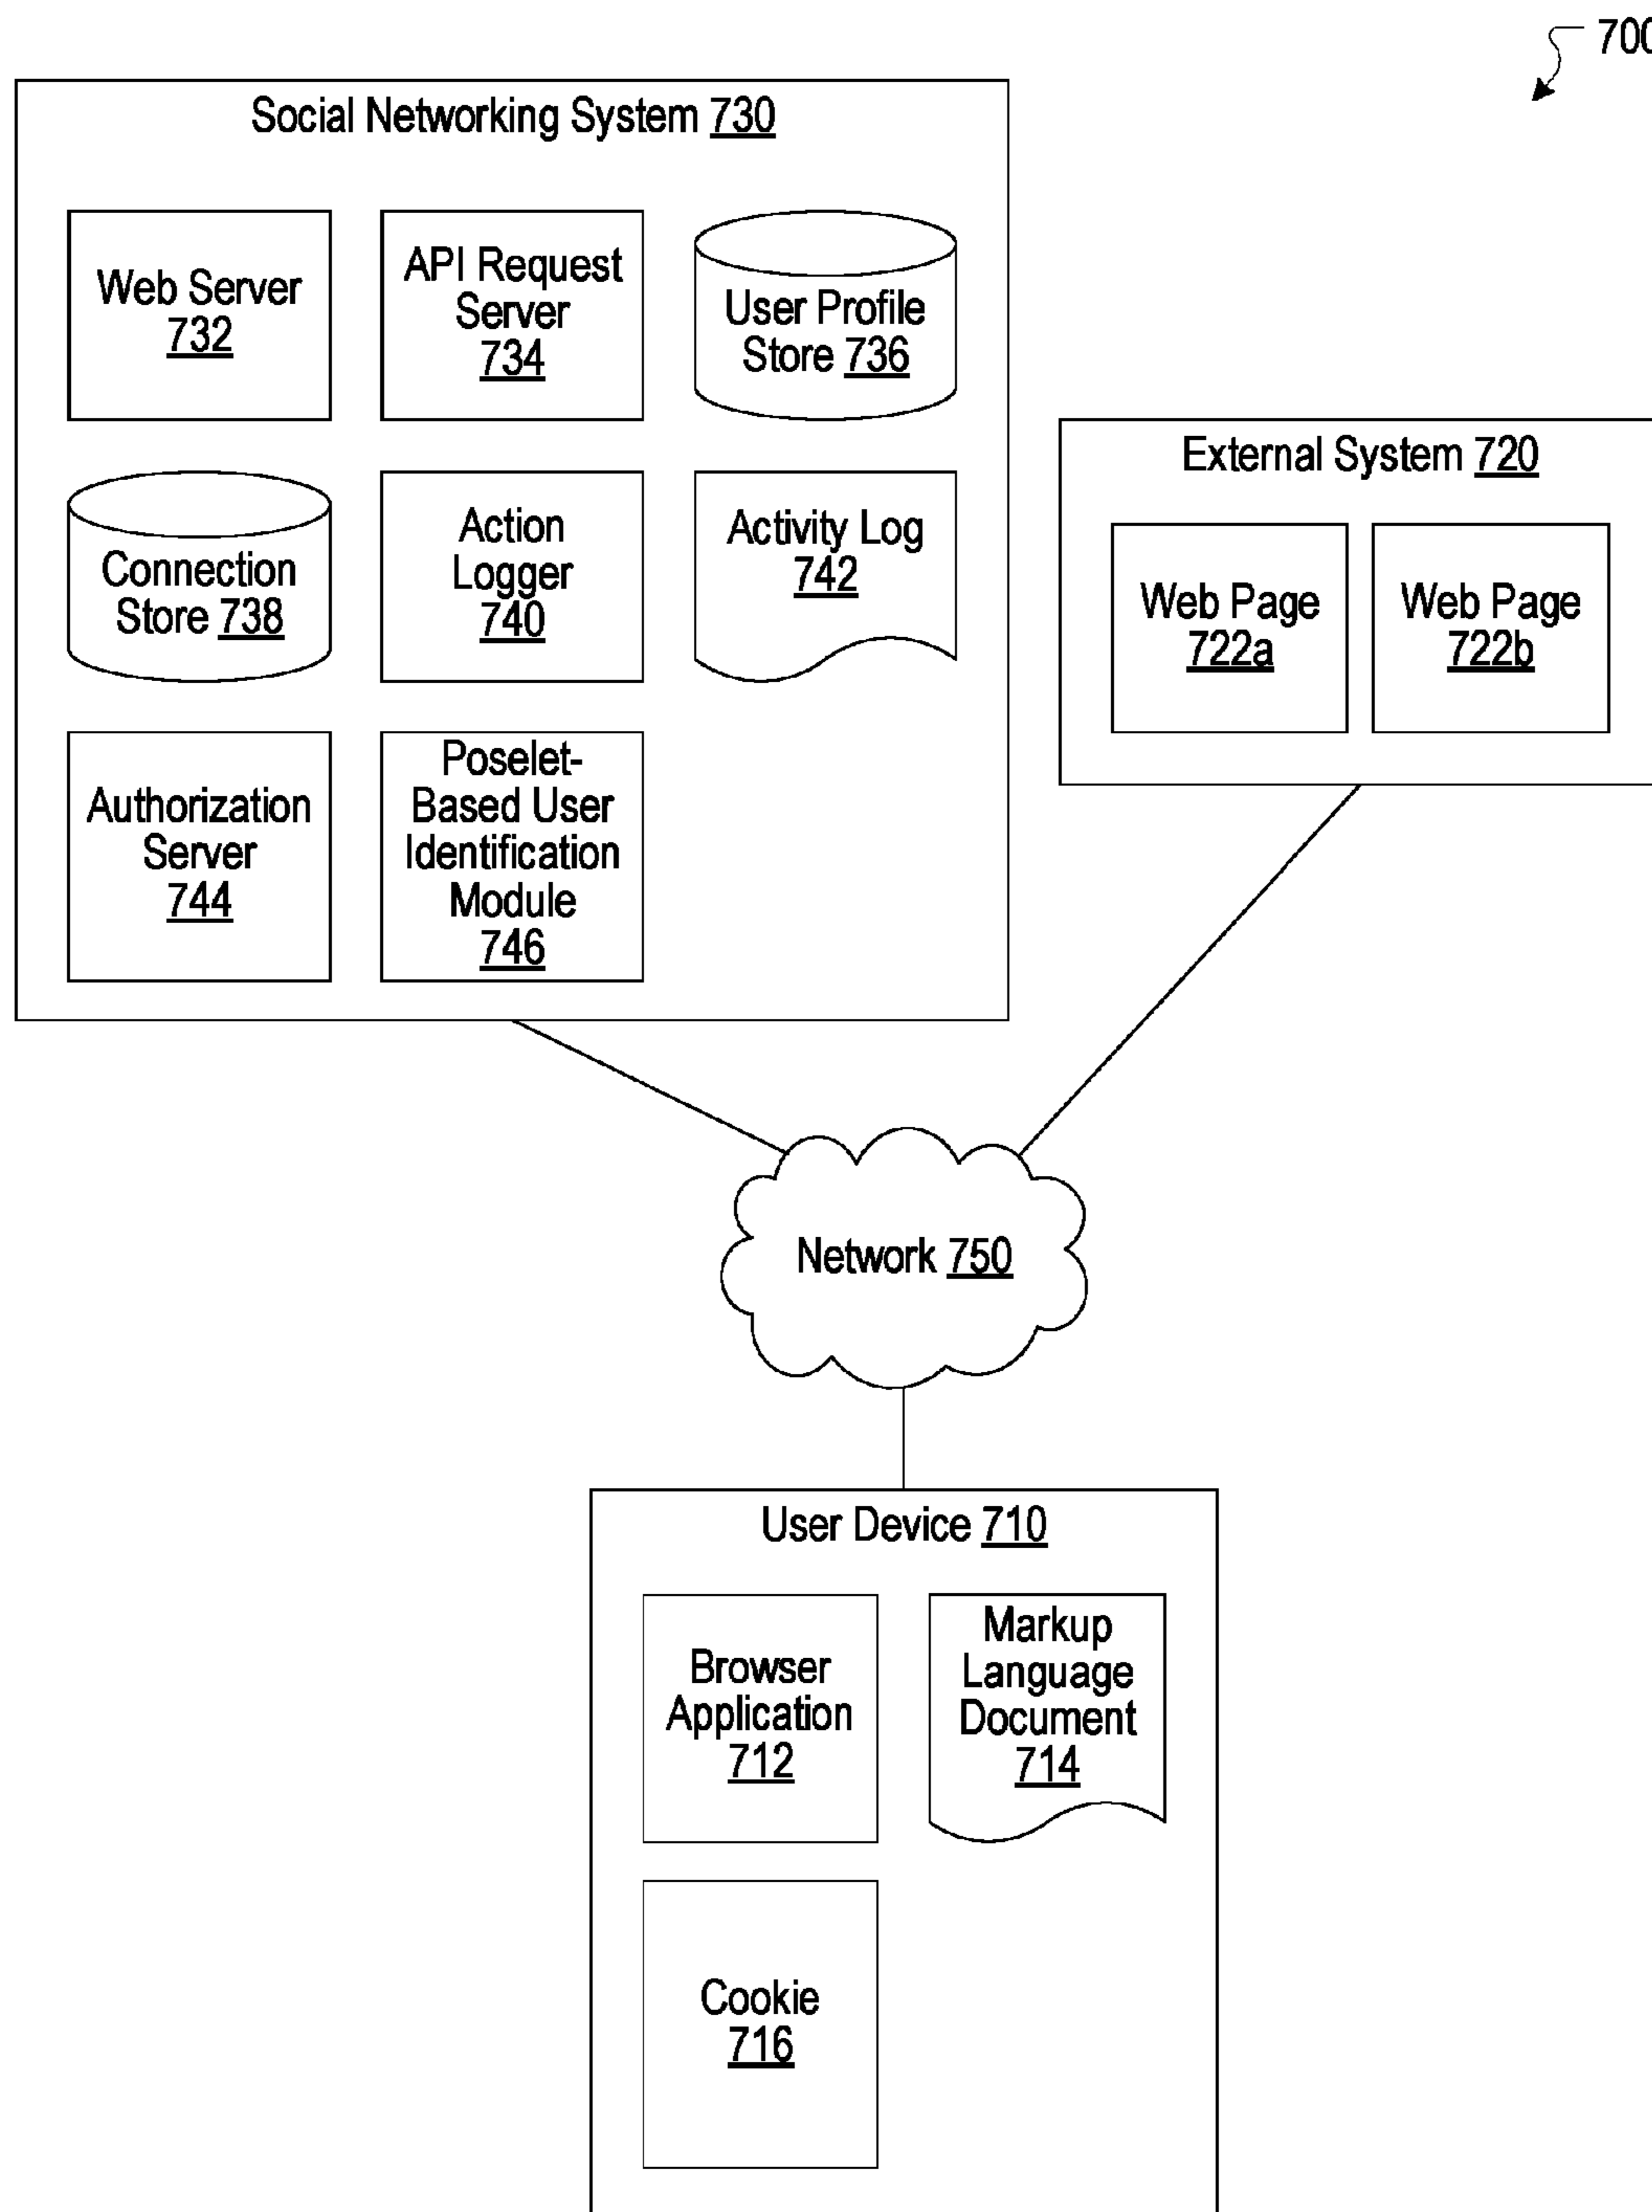 700
Social Networking System 730
Web Server
732
API Request
Server
734
User Profile
Store 736
Connection
Store 738
Action
Logger
740
Activity Log
742
Authorization
Server
744
Poselet-
Based User
Identification
Module
746
External System 720
Web Page
722a
Web Page
722b
Network 750
User Device 710
Browser
Application
712
Markup
Language
Document
714
Cookie
716